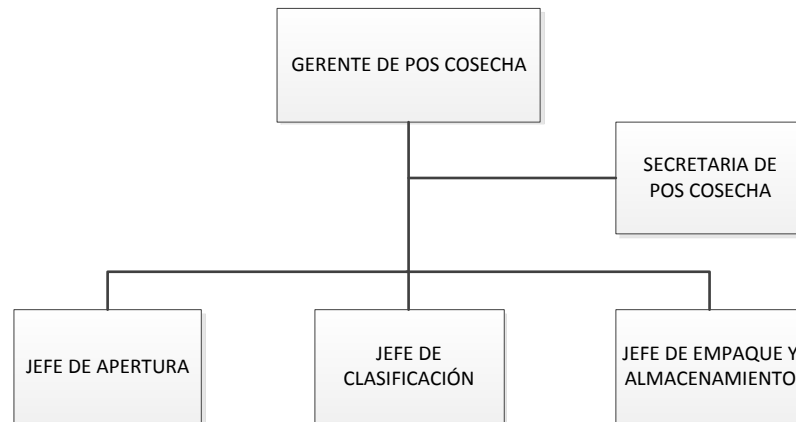 GERENTE DE POS COSECHA
SECRETARIA DE
POS COSECHA
JEFE DE APERTURA
JEFE DE
CLASIFICACIÓN
JEFE DE EMPAQUE Y
ALMACENAMIENTO